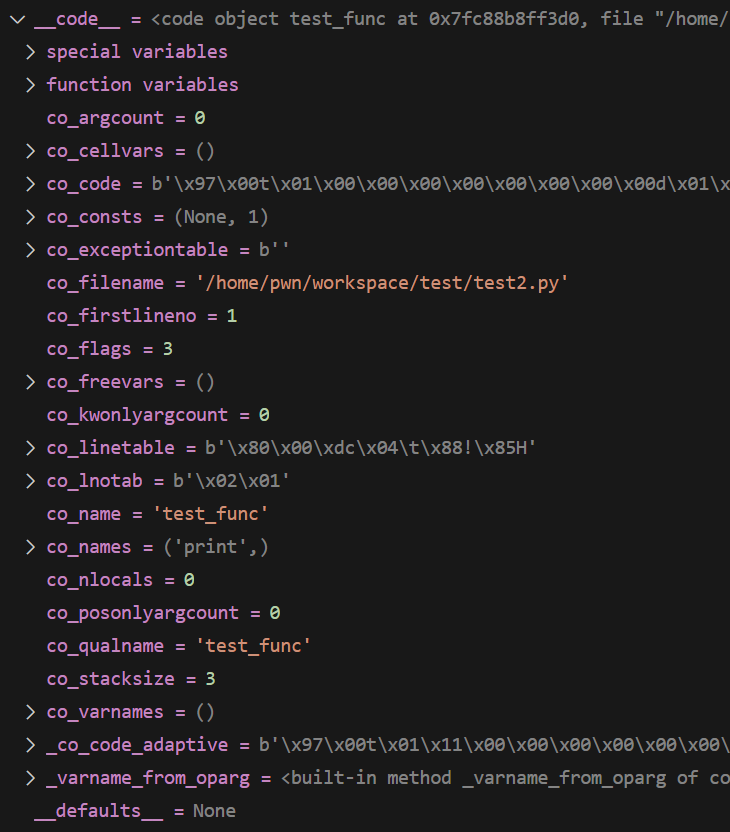 __code__ = <code object test_func at 0x7fc88b8ff3d0, file "/home/
special variables
function variables
co_argcount = 0
co_cellvars = ()
co_code = b'\x97\x00t\x01\x00\x00\x00\x00\x00\x00\x00\x00d\x01\x
co_consts = (None, 1)
co_exceptiontable = b''
co_filename = '/home/pwn/workspace/test/test2.py'
co_firstlineno = 1
co_flags = 3
co_freevars = ()
co_kwonlyargcount = 0
co_linetable = b'\x80\x00\xdc\x04\t\x88!\x85H'
co_lnotab = b'\x02\x01'
co_name = 'test_func'
co_names = ('print',)
co_nlocals = 0
co_posonlyargcount = 0
co_qualname = 'test_func'
co_stacksize = 3
co_varnames = ()
_co_code_adaptive = b'\x97\x00t\x01\x11\x00\x00\x00\x00\x00\x00\
_varname_from_oparg = <built-in method _varname_from_oparg of co
__defaults__ = None